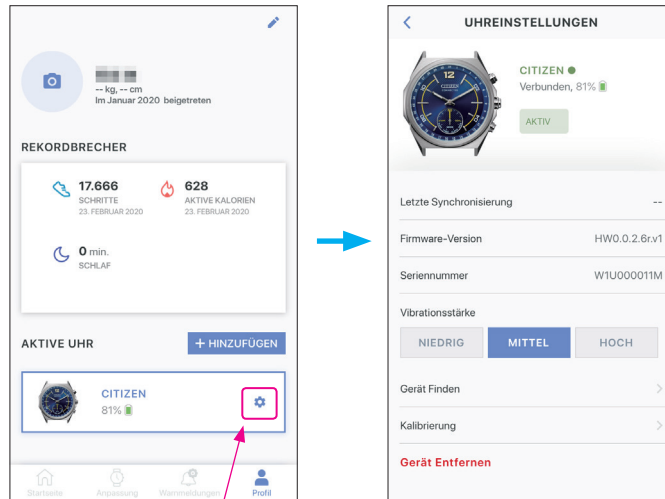 -- kg, -- cm
Im Januar 2020 beigetreten
REKORDBRECHER
17.666
SCHRITTE
23. FEBRUAR 2020
628
AKTIVE KALORIEN
23. FEBRUAR 2020
0 min.
SCHLAF
AKTIVE UHR
+ HINZUFÜGEN
CITIZEN
81%
Startseite
Anpassung
Warnmeldungen
Profil
UHREINSTELLUNGEN
12
CITIZEN
CITIZEN
Verbunden, 81%
AKTIV
Letzte Synchronisierung --
Firmware-Version HW0.0.2.6r.v1
Seriennummer W1U000011M
Vibrationsstärke
NIEDRIG MITTEL HOCH
Gerät Finden
Kalibrierung
Gerät Entfernen